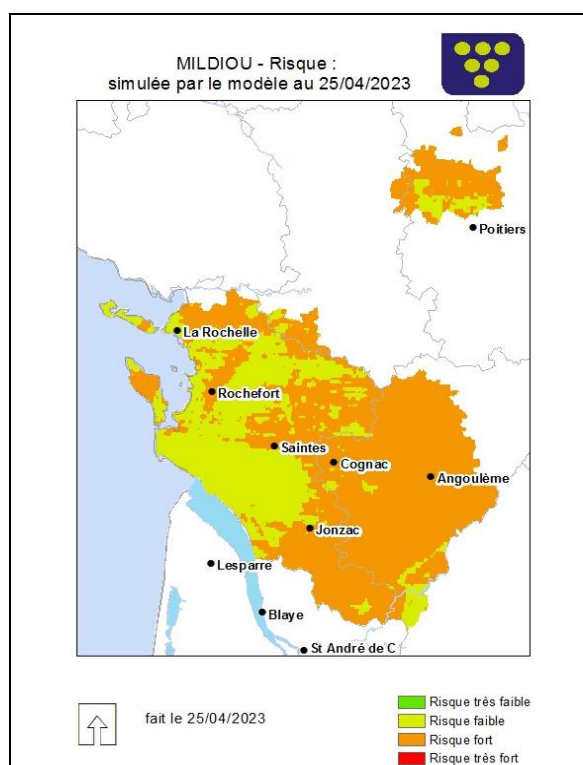 MILDIOU - Risque :
simulée par le modèle au 25/04/2023
Poitiers
La Rochelle
Rochefort
Saintes
Cognac
Angoulême
Jonzac
Lesparre
Blaye
St André de C
fait le 25/04/2023
Risque très faible
Risque faible
Risque fort
Risque très fort